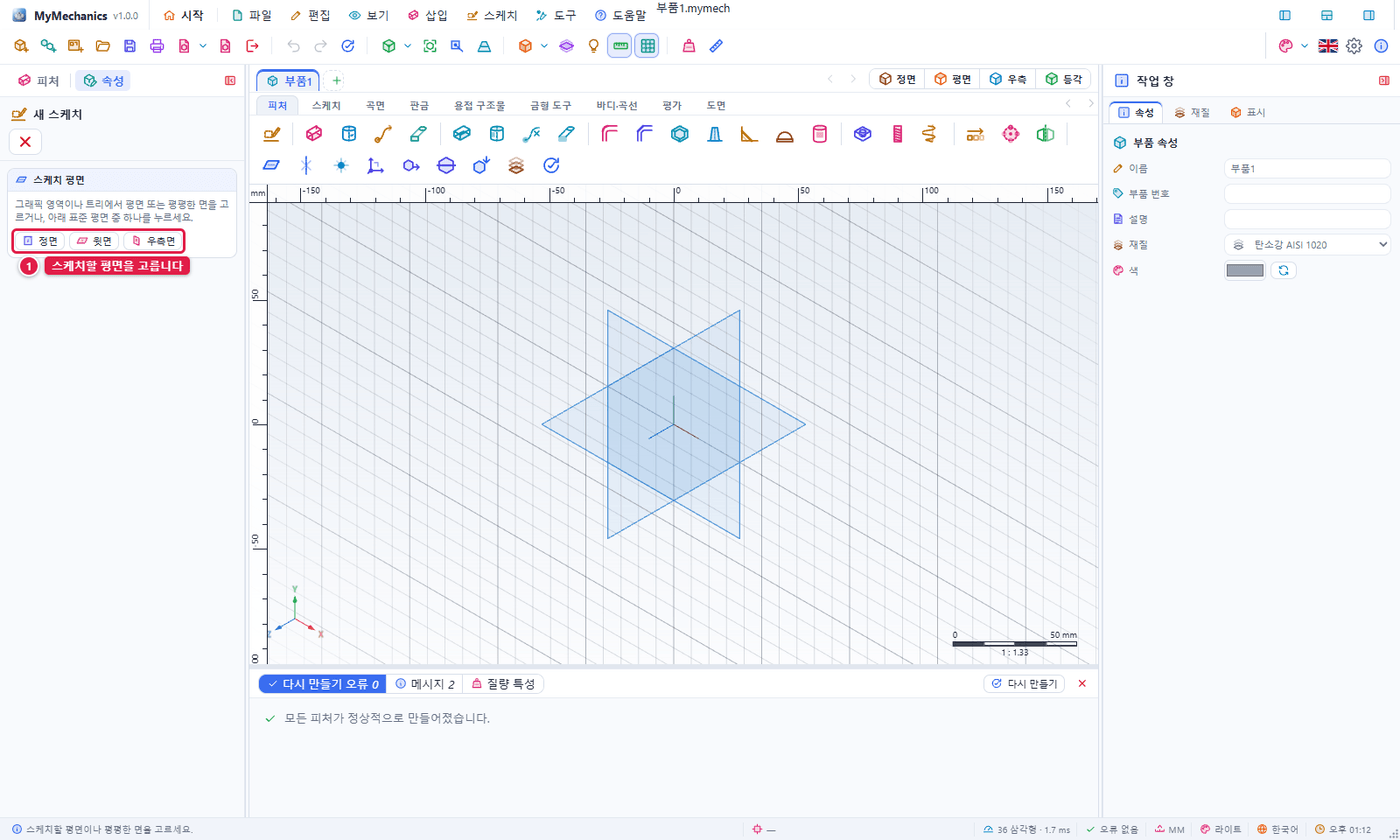 MyMechanics v1.0.0
시작
파일
편집
보기
삽입
스케치
도구
도움말
부품1.mymech
피처
속성
새 스케치
스케치 평면
그래픽 영역이나 트리에서 평면 또는 평평한 면을 고
르거나, 아래 표준 평면 중 하나를 누르세요.
정면
윗면
우측면
1 스케치할 평면을 고릅니다
부품1
정면
평면
우측
등각
피처
스케치
곡면
판금
용접 구조물
금형 도구
바디·곡선
평가
도면
mm
-150
-100
-50
0
50
100
150
50
0
-50
Y
X
Z
0
50 mm
1 : 1.33
다시 만들기 오류 0
메시지 2
질량 특성
다시 만들기
모든 피처가 정상적으로 만들어졌습니다.
작업 창
속성
재질
표시
부품 속성
이름
부품1
부품 번호
설명
재질
탄소강 AISI 1020
색
스케치할 평면이나 평평한 면을 고르세요.
—
36 삼각형 · 1.7 ms
오류 없음
MM
라이트
한국어
오후 01:12